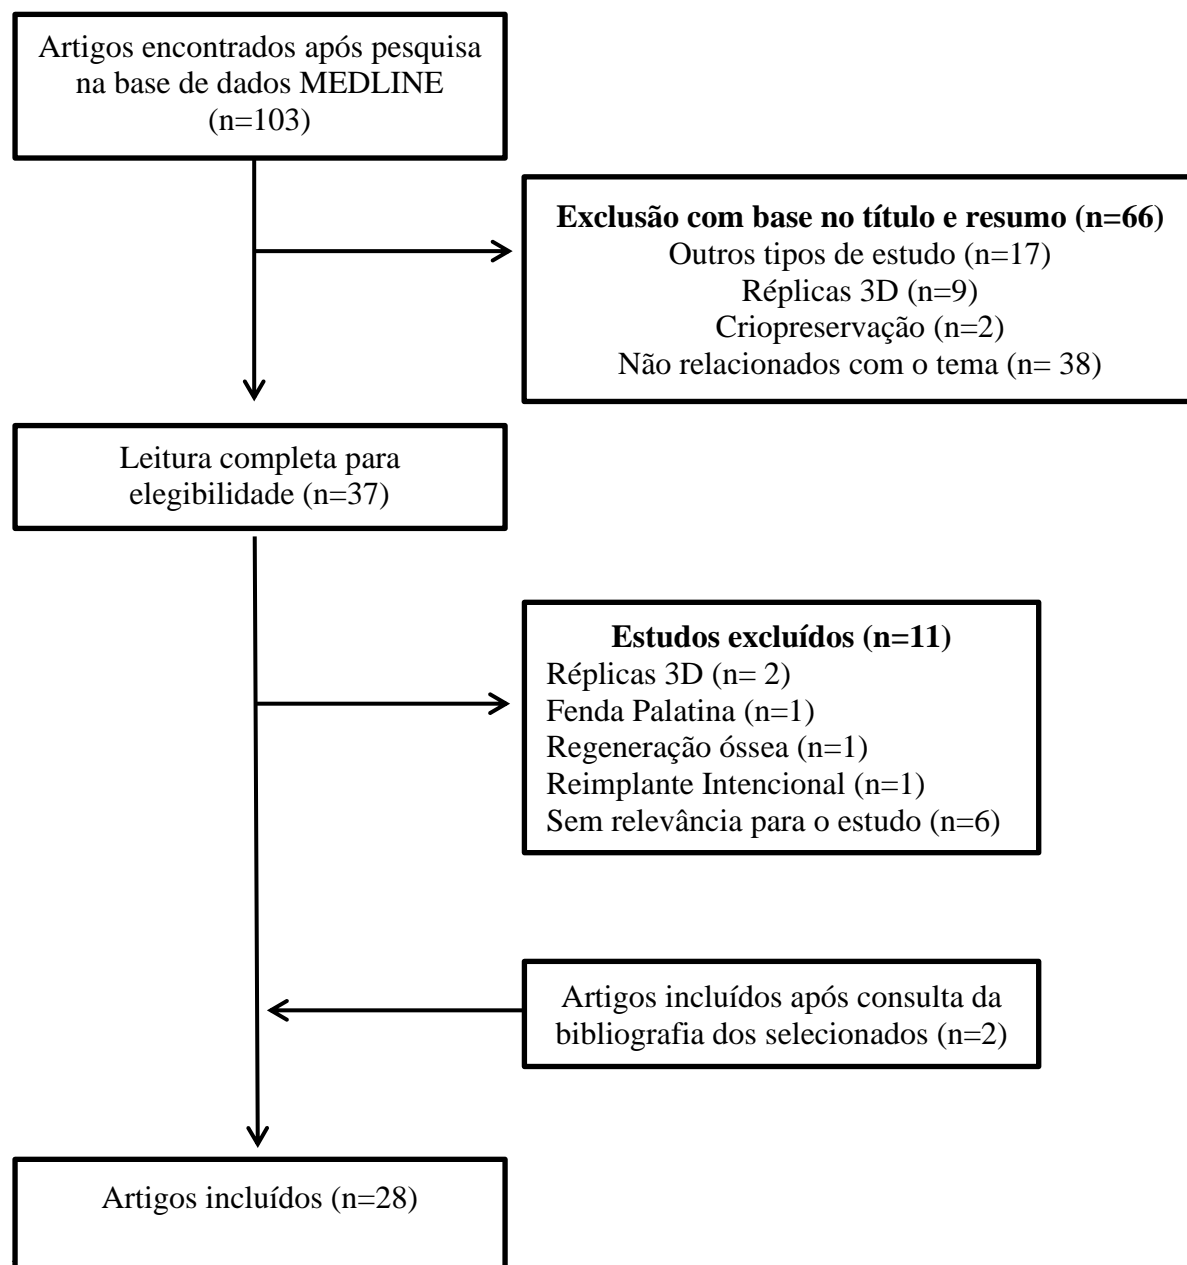 Artigos encontrados após pesquisa
na base de dados MEDLINE
(n=103)
Exclusão com base no título e resumo (n=66)
Outros tipos de estudo (n=17)
Réplicas 3D (n=9)
Criopreservação (n=2)
Não relacionados com o tema (n= 38)
Leitura completa para
elegibilidade (n=37)
Estudos excluídos (n=11)
Réplicas 3D (n= 2)
Fenda Palatina (n=1)
Regeneração óssea (n=1)
Reimplante Intencional (n=1)
Sem relevância para o estudo (n=6)
Artigos incluídos após consulta da
bibliografia dos selecionados (n=2)
Artigos incluídos (n=28)